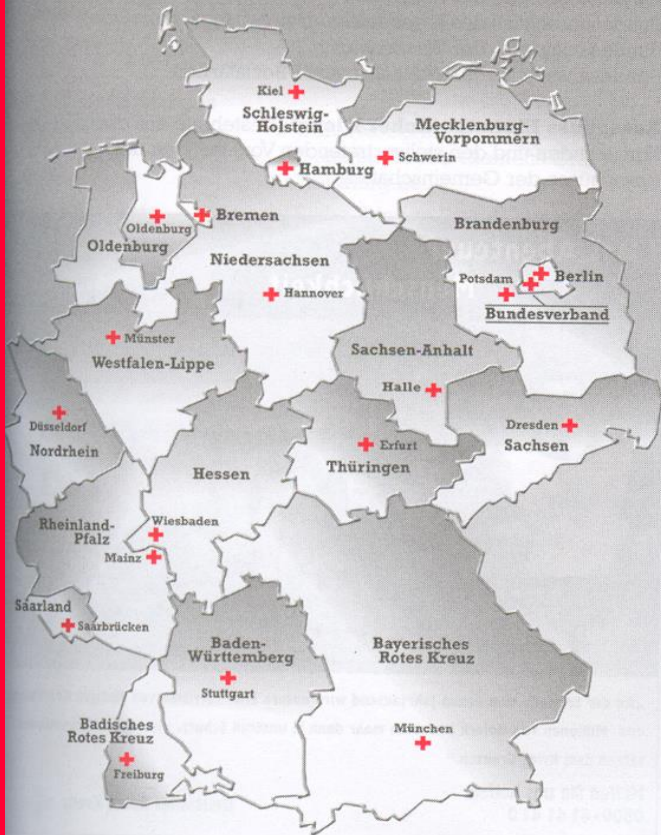 Kiel
Schleswig-
Holstein
Mecklenburg-
Vorpommern
Schwerin
Hamburg
Bremen
Oldenburg
Oldenburg
Niedersachsen
Hannover
Brandenburg
Potsdam
Berlin
Bundesverband
Münster
Westfalen-Lippe
Sachsen-Anhalt
Halle
Düsseldorf
Nordrhein
Dresden
Sachsen
Hessen
Erfurt
Thüringen
Rheinland-
Pfalz
Wiesbaden
Mainz
Saarland
Saarbrücken
Baden-
Württemberg
Stuttgart
Bayerisches
Rotes Kreuz
München
Badisches
Rotes Kreuz
Freiburg